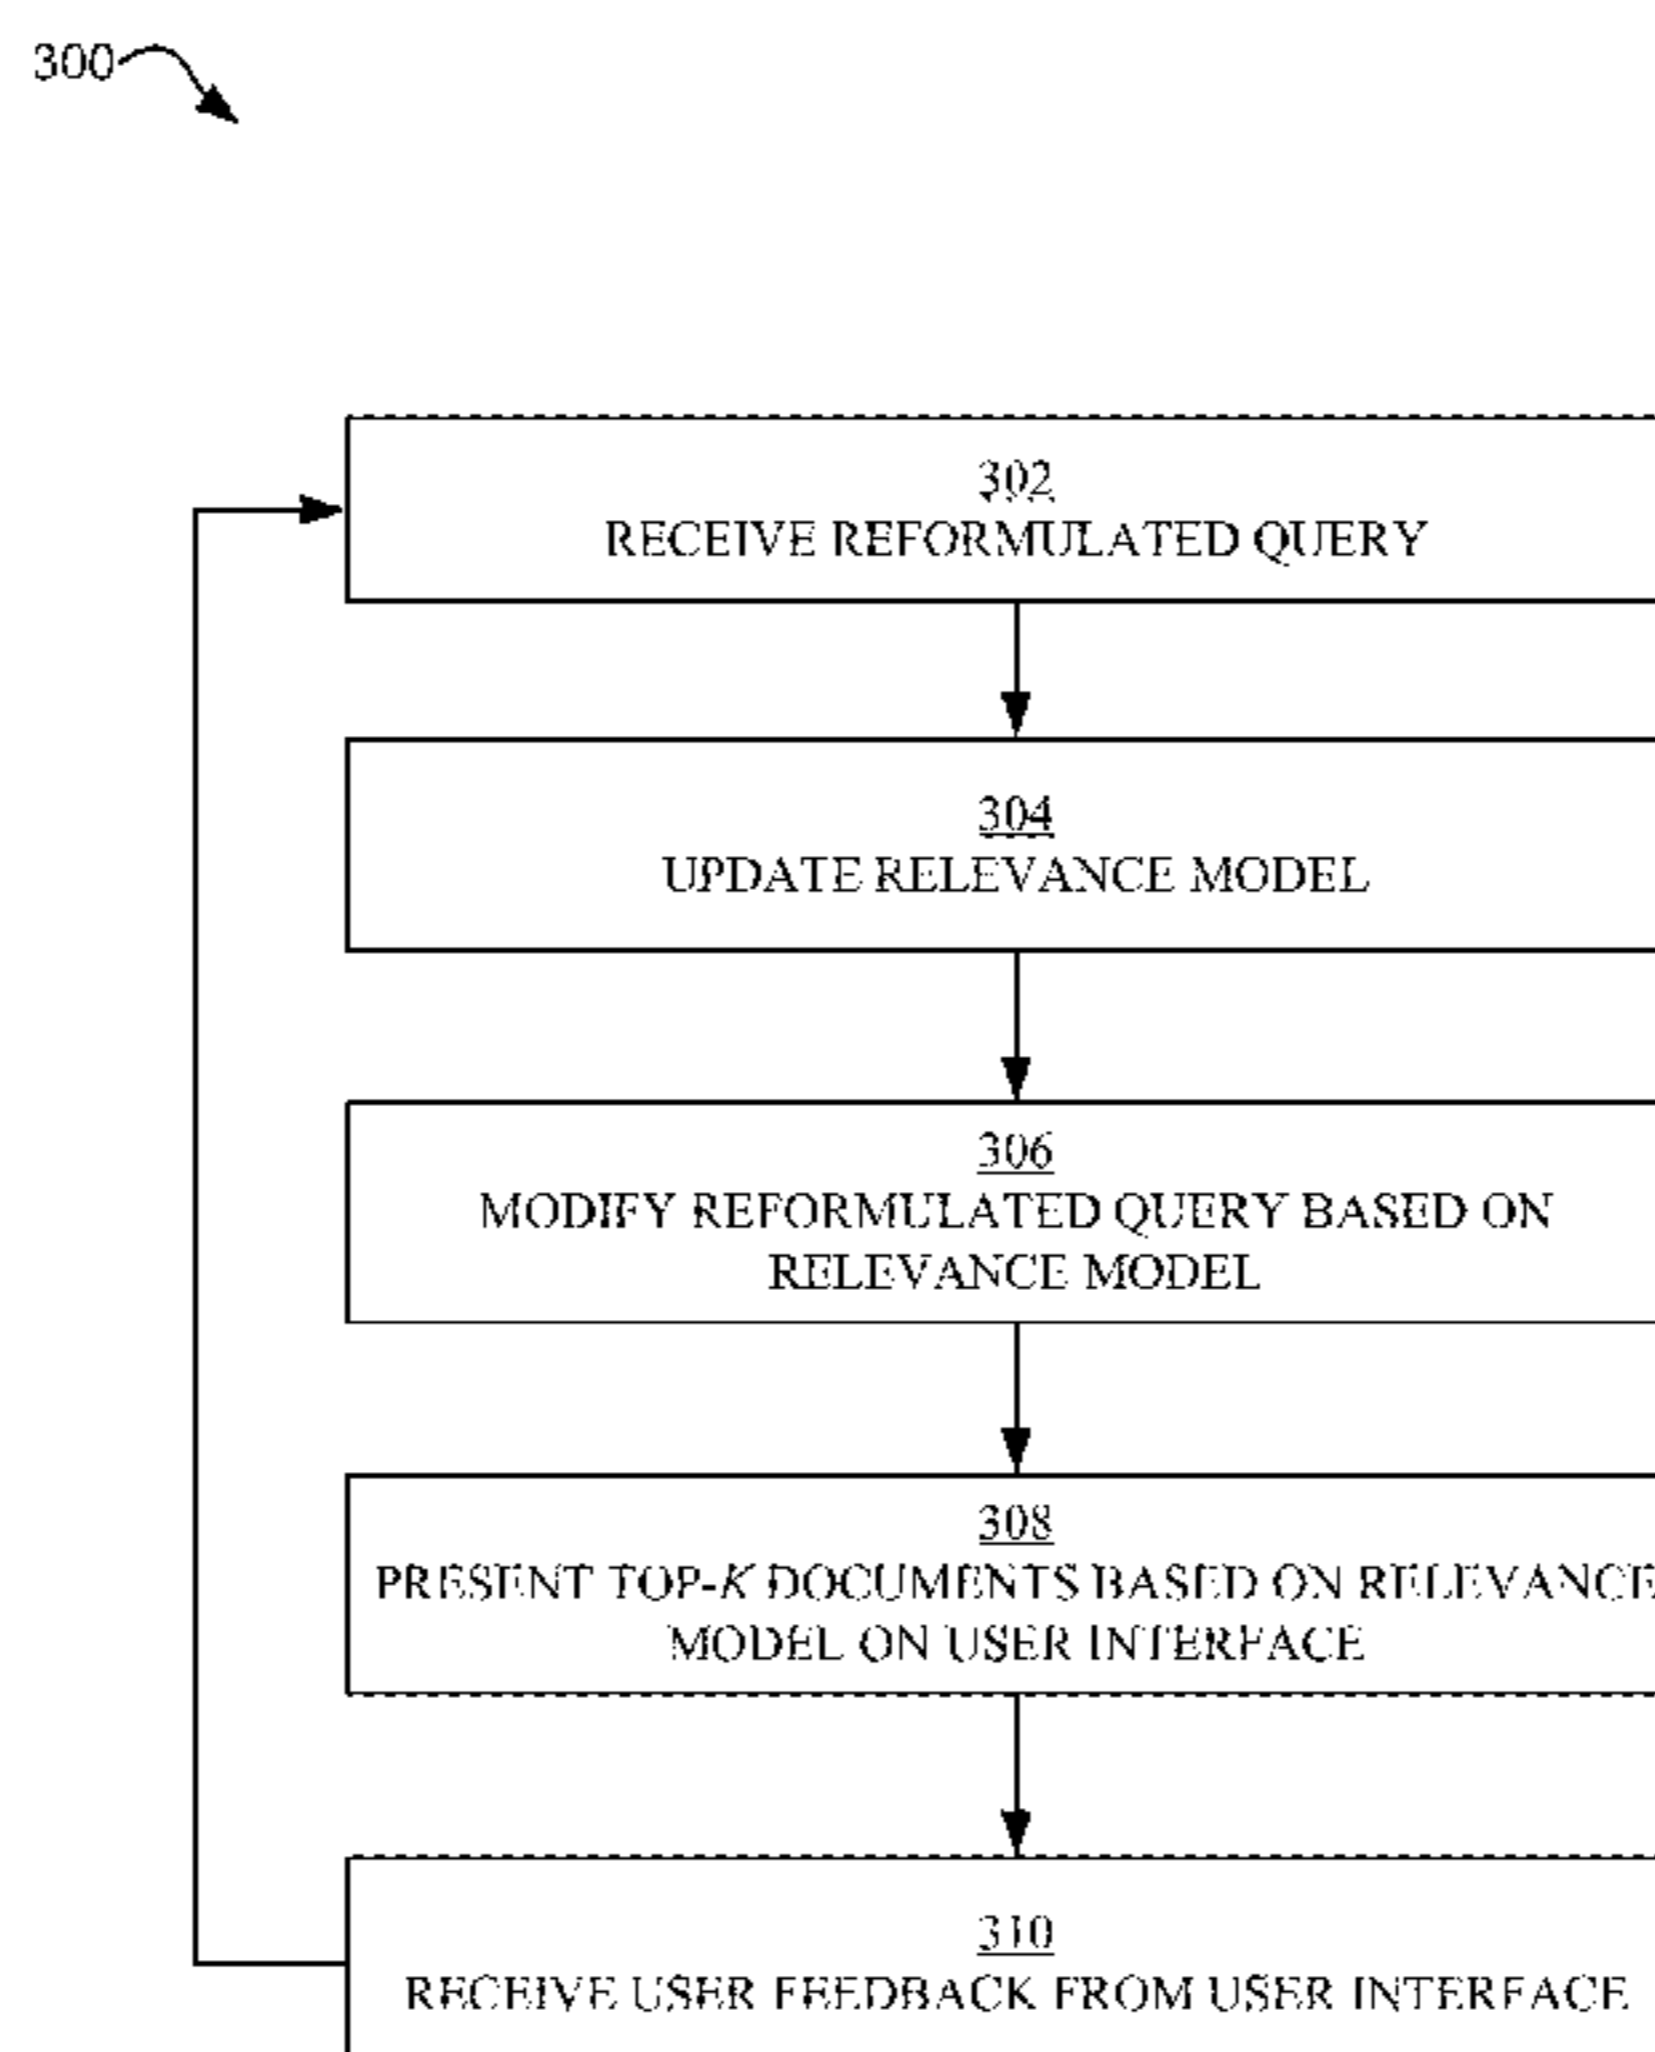 300
302
RECEIVE REFORMULATED QUERY
304
UPDATE RELEVANCE MODEL
306
MODIFY REFORMULATED QUERY BASED ON
RELEVANCE MODEL
308
PRESENT TOP-K DOCUMENTS BASED ON RELEVANCE
MODEL ON USER INTERFACE
310
RECEIVE USER FEEDBACK FROM USER INTERFACE